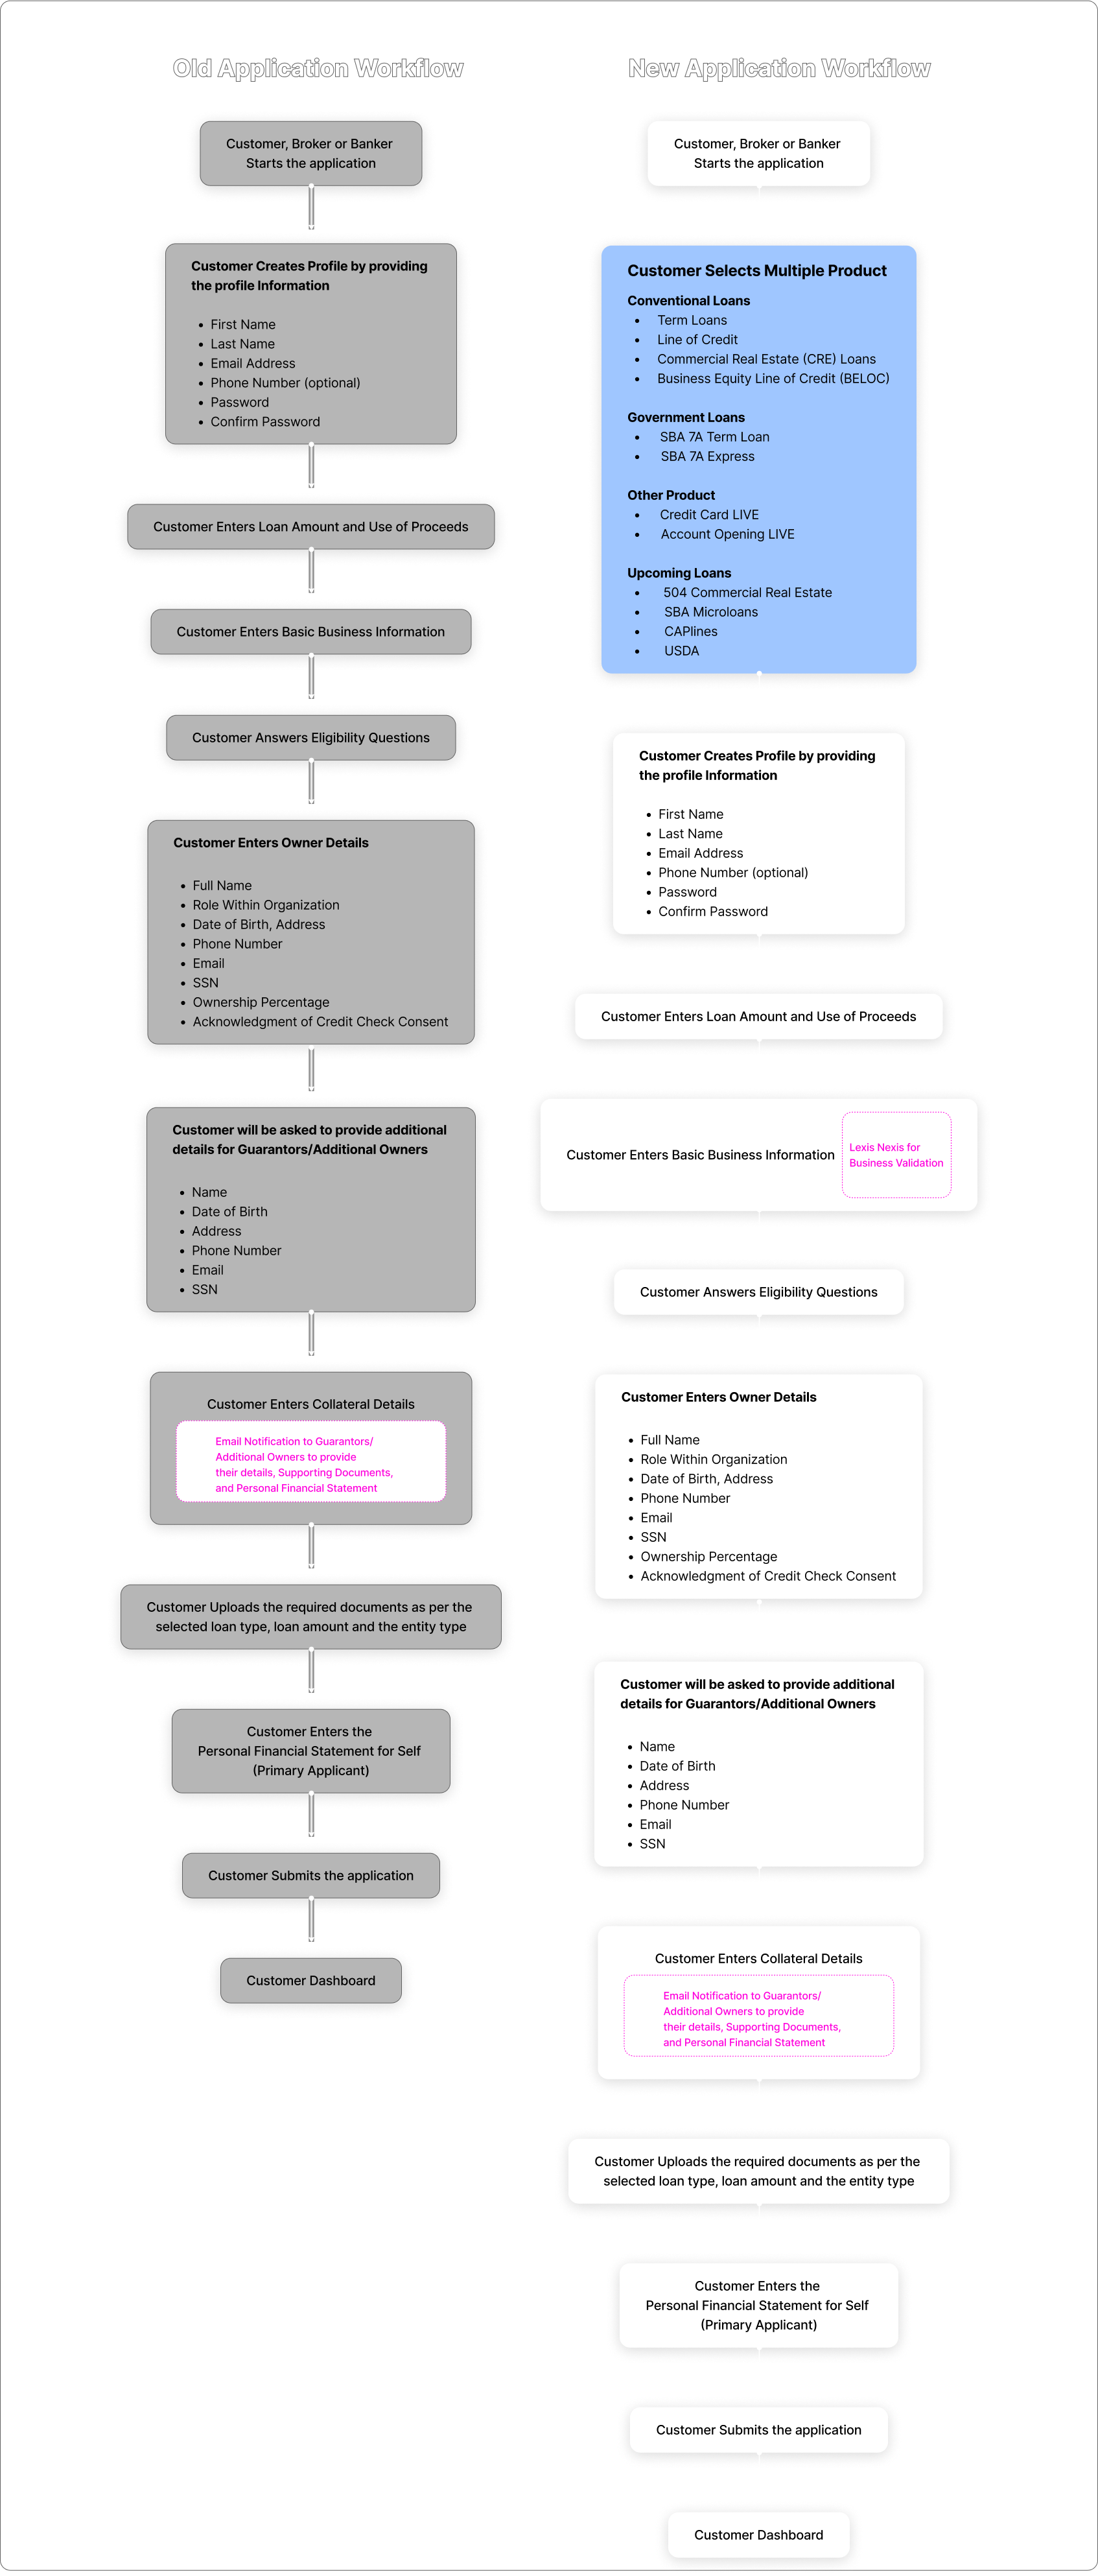 Old Application Workflow
Customer, Broker or Banker
Starts the application
Customer Creates Profile by providing
the profile Information
• First Name
• Last Name
• Email Address
• Phone Number (optional)
• Password
• Confirm Password
Customer Enters Loan Amount and Use of Proceeds
Customer Enters Basic Business Information
Customer Answers Eligibility Questions
Customer Enters Owner Details
• Full Name
• Role Within Organization
• Date of Birth, Address
• Phone Number
• Email
• SSN
• Ownership Percentage
• Acknowledgment of Credit Check Consent
Customer will be asked to provide additional
details for Guarantors/Additional Owners
• Name
• Date of Birth
• Address
• Phone Number
• Email
• SSN
Customer Enters Collateral Details
Email Notification to Guarantors/
Additional Owners to provide
their details, Supporting Documents,
and Personal Financial Statement
Customer Uploads the required documents as per the
selected loan type, loan amount and the entity type
Customer Enters the
Personal Financial Statement for Self
(Primary Applicant)
Customer Submits the application
Customer Dashboard
New Application Workflow
Customer, Broker or Banker
Starts the application
Customer Selects Multiple Product
Conventional Loans
• Term Loans
• Line of Credit
• Commercial Real Estate (CRE) Loans
• Business Equity Line of Credit (BELOC)
Government Loans
• SBA 7A Term Loan
• SBA 7A Express
Other Product
• Credit Card LIVE
• Account Opening LIVE
Upcoming Loans
• 504 Commercial Real Estate
• SBA Microloans
• CAPlines
• USDA
Customer Creates Profile by providing
the profile Information
• First Name
• Last Name
• Email Address
• Phone Number (optional)
• Password
• Confirm Password
Customer Enters Loan Amount and Use of Proceeds
Customer Enters Basic Business Information
Lexis Nexis for
Business Validation
Customer Answers Eligibility Questions
Customer Enters Owner Details
• Full Name
• Role Within Organization
• Date of Birth, Address
• Phone Number
• Email
• SSN
• Ownership Percentage
• Acknowledgment of Credit Check Consent
Customer will be asked to provide additional
details for Guarantors/Additional Owners
• Name
• Date of Birth
• Address
• Phone Number
• Email
• SSN
Customer Enters Collateral Details
Email Notification to Guarantors/
Additional Owners to provide
their details, Supporting Documents,
and Personal Financial Statement
Customer Uploads the required documents as per the
selected loan type, loan amount and the entity type
Customer Enters the
Personal Financial Statement for Self
(Primary Applicant)
Customer Submits the application
Customer Dashboard